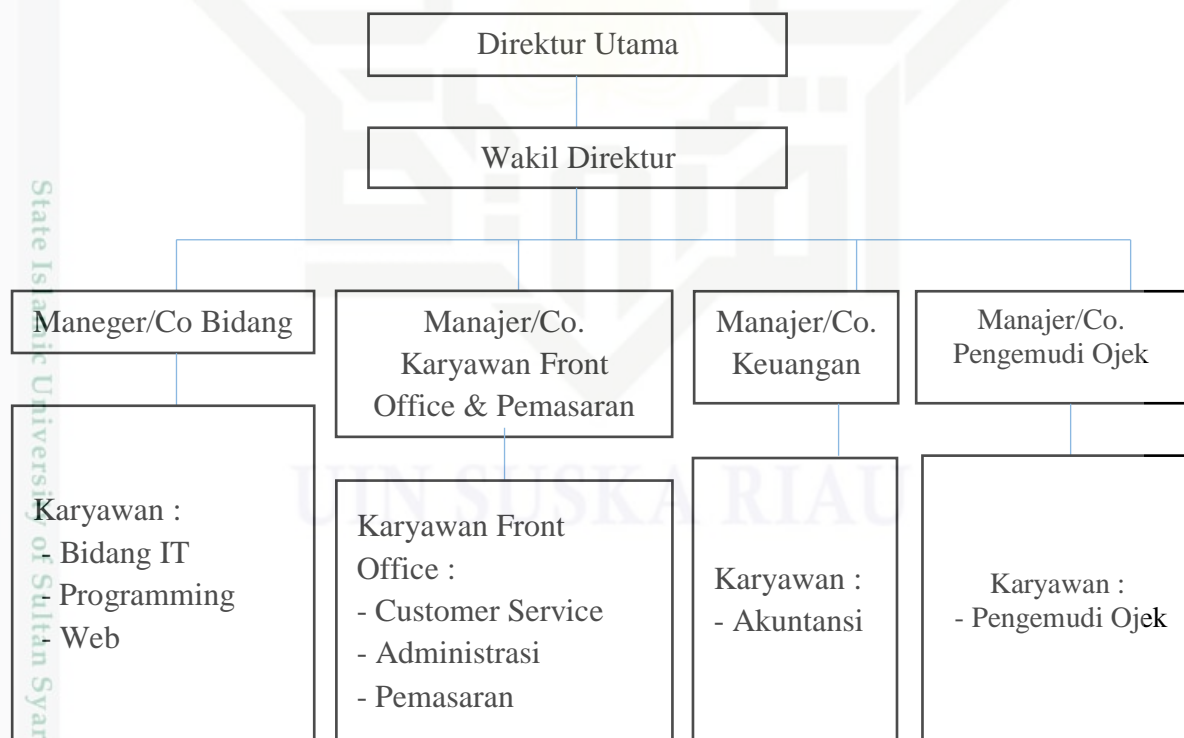 Direktur Utama
Wakil Direktur
Maneger/Co Bidang
Manajer/Co.
Karyawan Front
Office & Pemasaran
Manajer/Co.
Keuangan
Manajer/Co.
Pengemudi Ojek
Karyawan :
- Bidang IT
- Programming
- Web
Karyawan Front
Office :
- Customer Service
- Administrasi
- Pemasaran
Karyawan :
- Akuntansi
Karyawan :
- Pengemudi Ojek
UIN SUSKA RIAU
State Islamic University of Sultan Syar